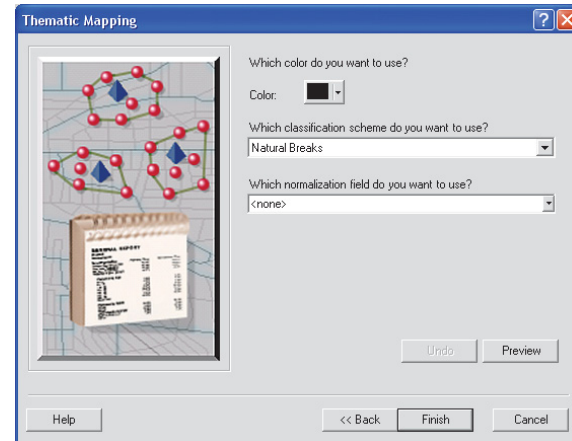 Thematic Mapping
Which color do you want to use?
Color:
Which classification scheme do you want to use?
Natural Breaks
Which normalization field do you want to use?
<none>
Undo
Preview
Help
<< Back
Finish
Cancel